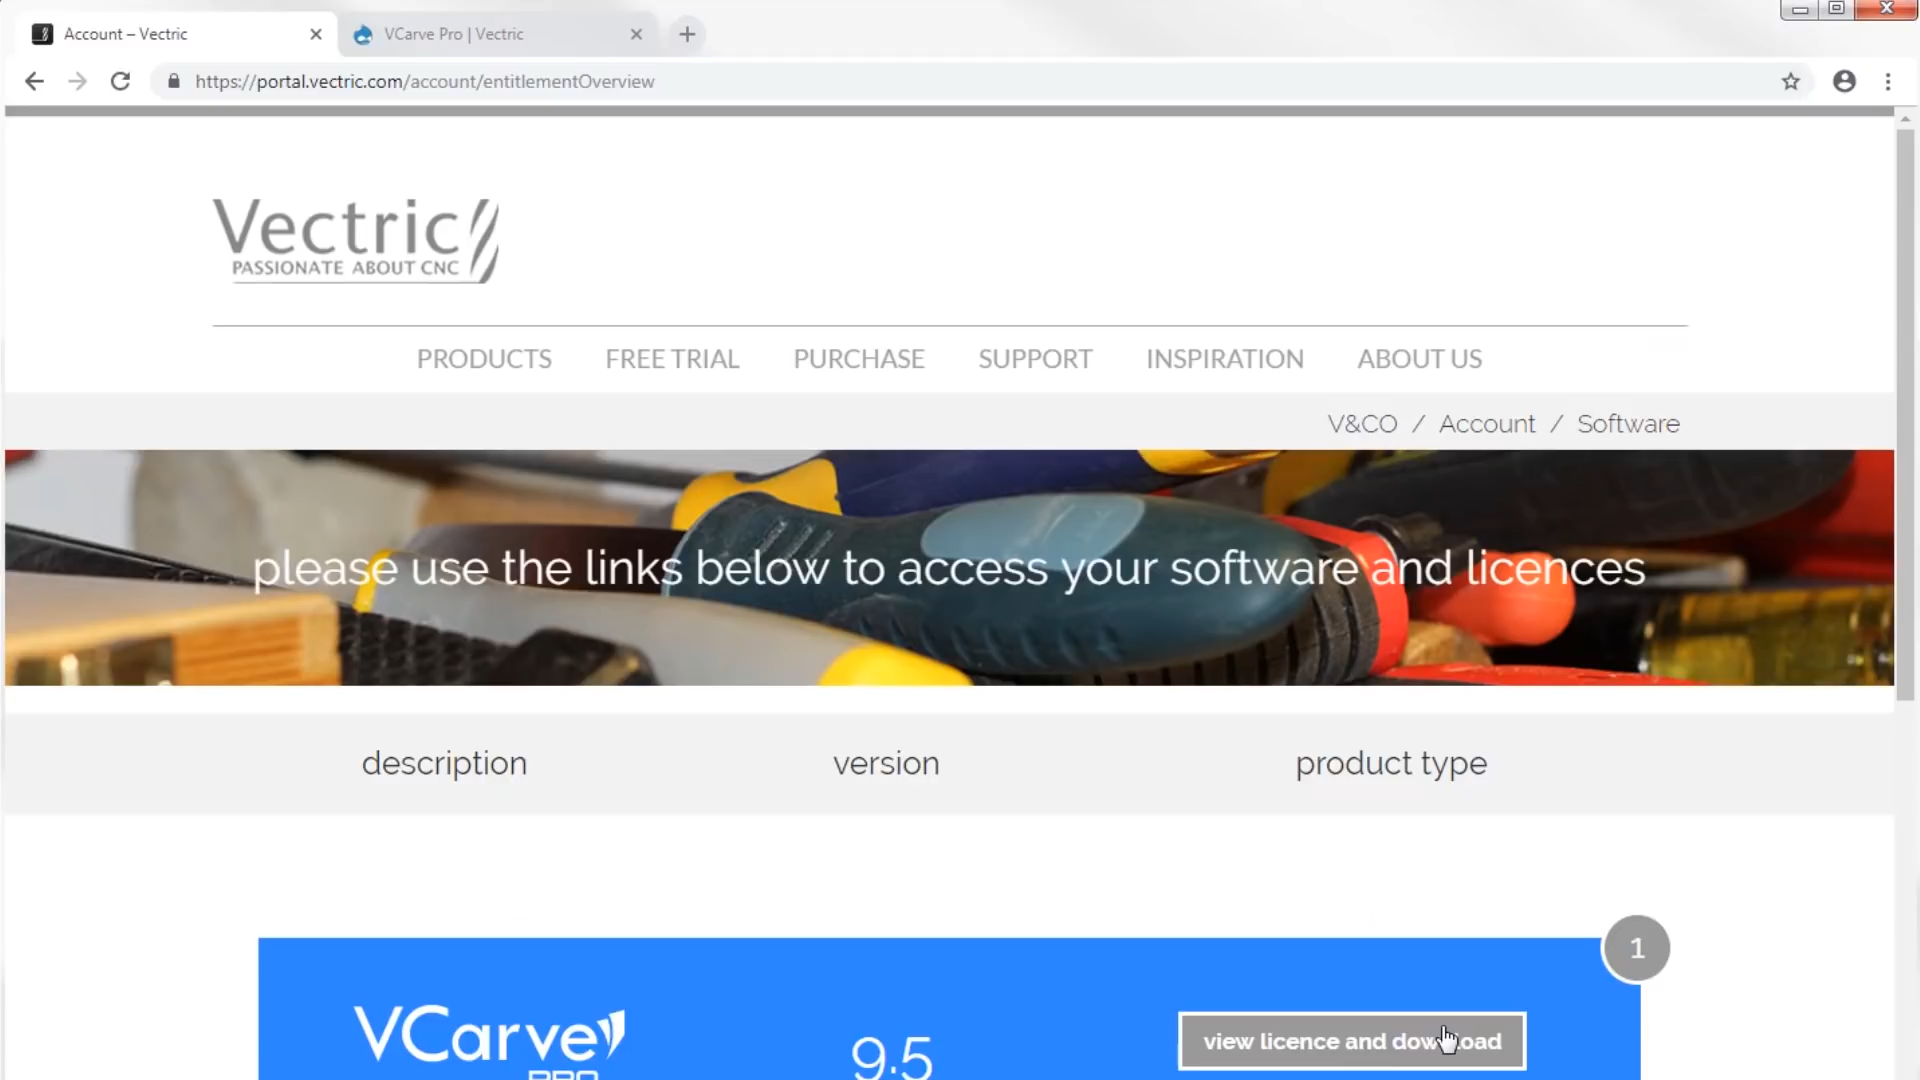 Account – Vectric
VCarve Pro | Vectric
https://portal.vectric.com/account/entitlementOverview
Vectric
PASSIONATE ABOUT CNC
PRODUCTS FREE TRIAL PURCHASE SUPPORT INSPIRATION ABOUT US
V&CO / Account / Software
please use the links below to access your software and licences
description version product type
1
VCarve
PRO
9.5
view licence and download